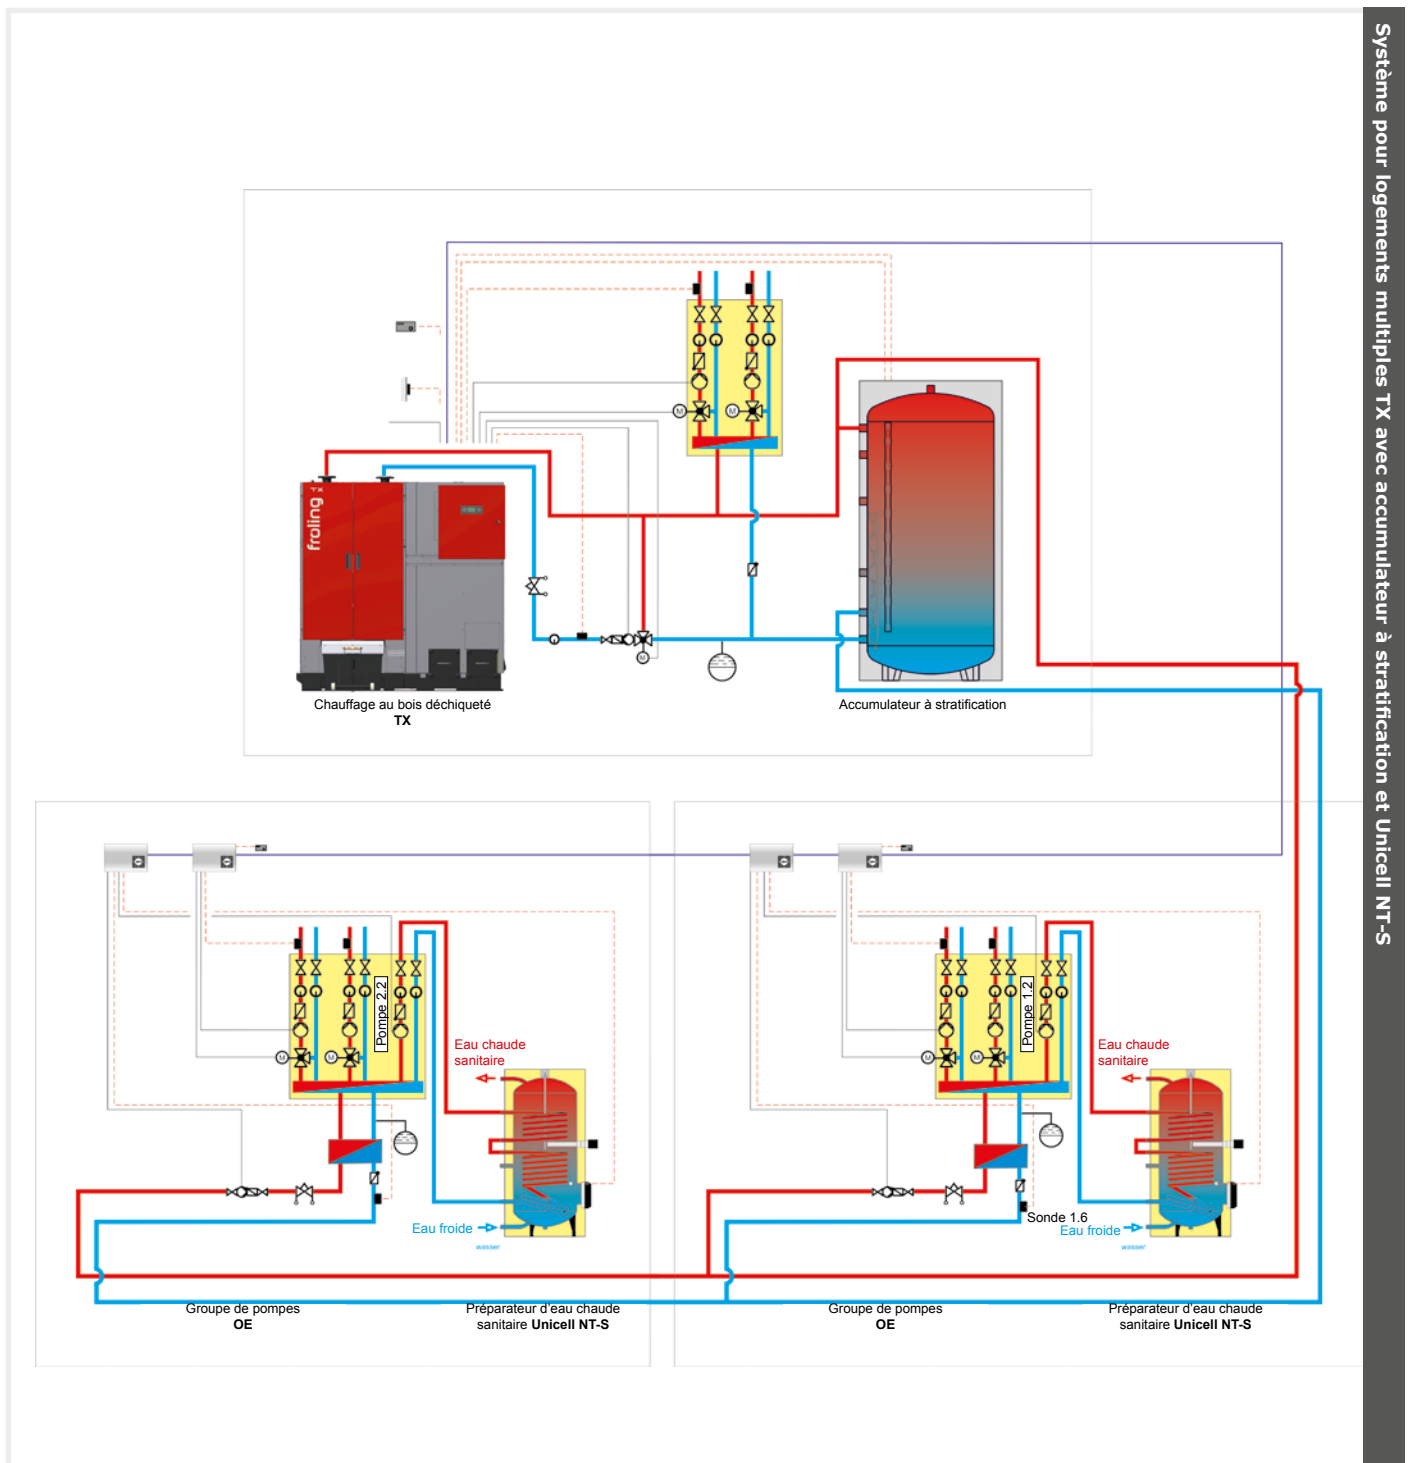 Système pour logements multiples TX avec accumulateur à stratification et Unicell NT-S
M
M
froling
TX
M
Chauffage au bois déchiqueté
TX
Accumulateur à stratification
Pompe 2.2
M
M
Eau chaude
sanitaire
Eau froide
wasser
Groupe de pompes
OE
Préparateur d'eau chaude
sanitaire Unicell NT-S
Pompe 1.2
M
M
Eau chaude
sanitaire
Sonde 1.6
Eau froide
wasser
Groupe de pompes
OE
Préparateur d'eau chaude
sanitaire Unicell NT-S